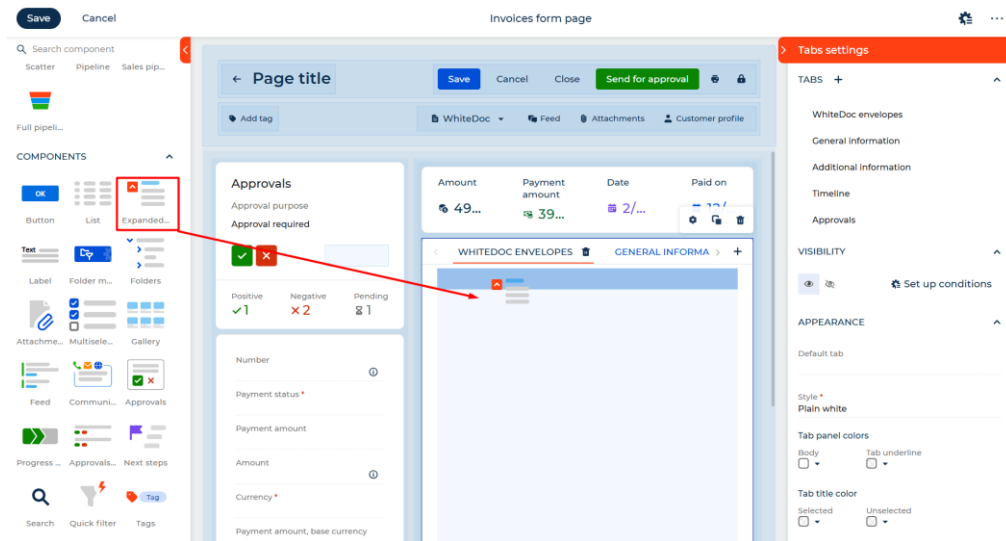 Save
Cancel
Invoices form page
Search component
Scatter
Pipeline
Sales pip...
Full pipeli...
COMPONENTS
OK
Button
List
Expanded...
Text
Label
Folder m...
Folders
Attachme...
Multisele...
Gallery
Feed
Communi...
Approvals
Progress ...
Approvals...
Next steps
Tag
Search
Quick filter
Tags
Page title
Save
Cancel
Close
Send for approval
Add tag
WhiteDoc
Feed
Attachments
Customer profile
Approvals
Approval purpose
Approval required
Positive
Negative
Pending
1
2
1
Number
Payment status *
Payment amount
Amount
Currency *
Payment amount, base currency
Amount
Payment amount
Date
Paid on
49...
39...
2/...
12/
WHITEDOC ENVELOPES
GENERAL INFORMA
Tabs settings
TABS
WhiteDoc envelopes
General information
Additional information
Timeline
Approvals
VISIBILITY
Set up conditions
APPEARANCE
Default tab
Style *
Plain white
Tab panel colors
Body
Tab underline
Tab title color
Selected
Unselected